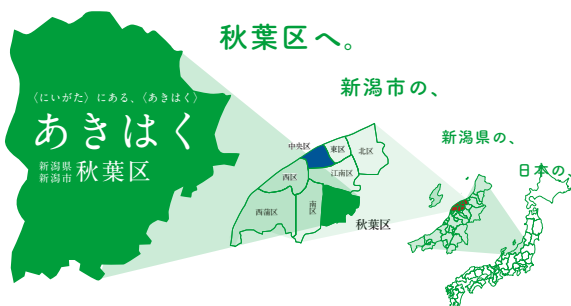 秋葉区へ。
新潟市の、
新潟県の、
日本の、
〈にいがた〉にある、〈あきはく〉
あきはく
新潟県
新潟市
秋葉区
中央区
東区
北区
江南区
西区
西蒲区
南区
秋葉区